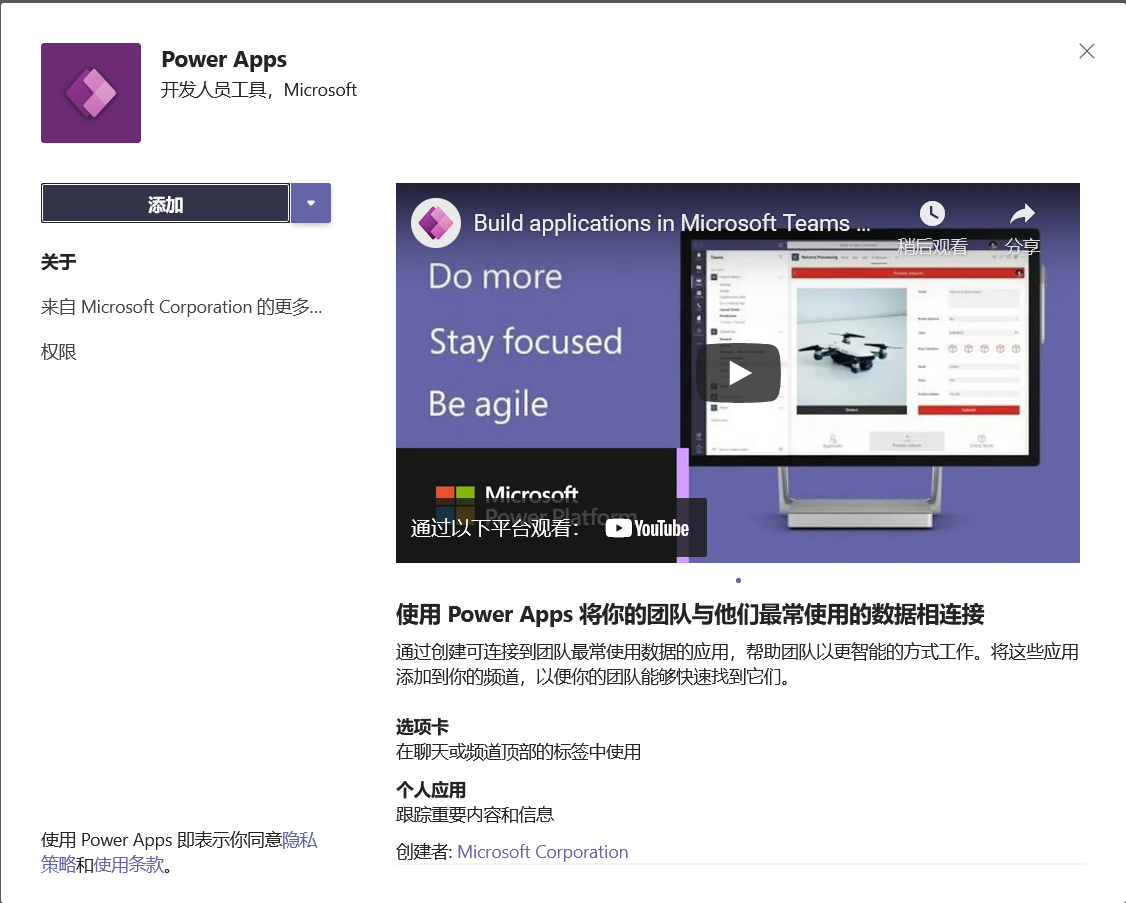 Power Apps
开发人员工具，Microsoft
添加
关于
来自 Microsoft Corporation 的更多...
权限
Build applications in Microsoft Teams ...
稍后观看
分享
Do more
Stay focused
Be agile
Microsoft
Power Platform
通过以下平台观看：
YouTube
使用 Power Apps 将你的团队与他们最常使用的数据相连接
通过创建可连接到团队最常使用数据的应用，帮助团队以更智能的方式工作。将这些应用
添加到你的频道，以便你的团队能够快速找到它们。
选项卡
在聊天或频道顶部的标签中使用
个人应用
跟踪重要内容和信息
创建者: Microsoft Corporation
使用 Power Apps 即表示你同意隐私
策略和使用条款。